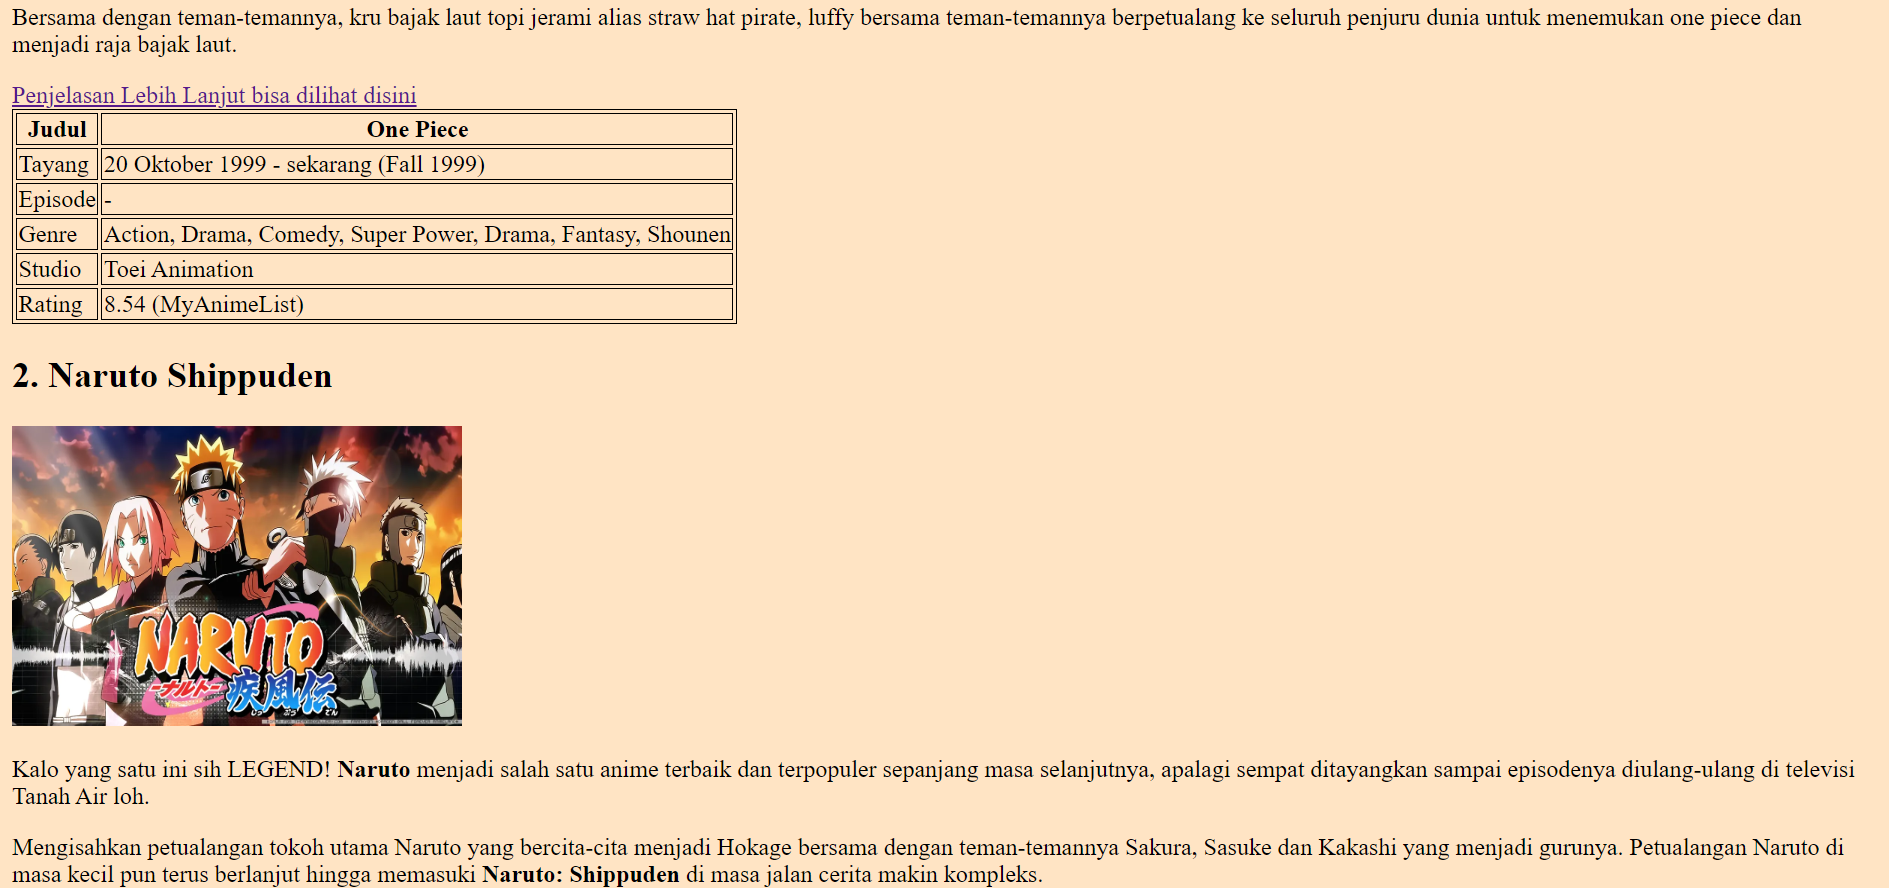 Bersama dengan teman-temannya, kru bajak laut topi jerami alias straw hat pirate, luffy bersama teman-temannya berpetualang ke seluruh penjuru dunia untuk menemukan one piece dan
menjadi raja bajak laut.
Penjelasan Lebih Lanjut bisa dilihat disini
Judul One Piece
Tayang 20 Oktober 1999 - sekarang (Fall 1999)
Episode -
Genre Action, Drama, Comedy, Super Power, Drama, Fantasy, Shounen
Studio Toei Animation
Rating 8.54 (MyAnimeList)
2. Naruto Shippuden
NARUTO
-ナルト-
疾風伝
しっぷうでん
Kalo yang satu ini sih LEGEND! Naruto menjadi salah satu anime terbaik dan terpopuler sepanjang masa selanjutnya, apalagi sempat ditayangkan sampai episodenya diulang-ulang di televisi
Tanah Air loh.
Mengisahkan petualangan tokoh utama Naruto yang bercita-cita menjadi Hokage bersama dengan teman-temannya Sakura, Sasuke dan Kakashi yang menjadi gurunya. Petualangan Naruto di
masa kecil pun terus berlanjut hingga memasuki Naruto: Shippuden di masa jalan cerita makin kompleks.